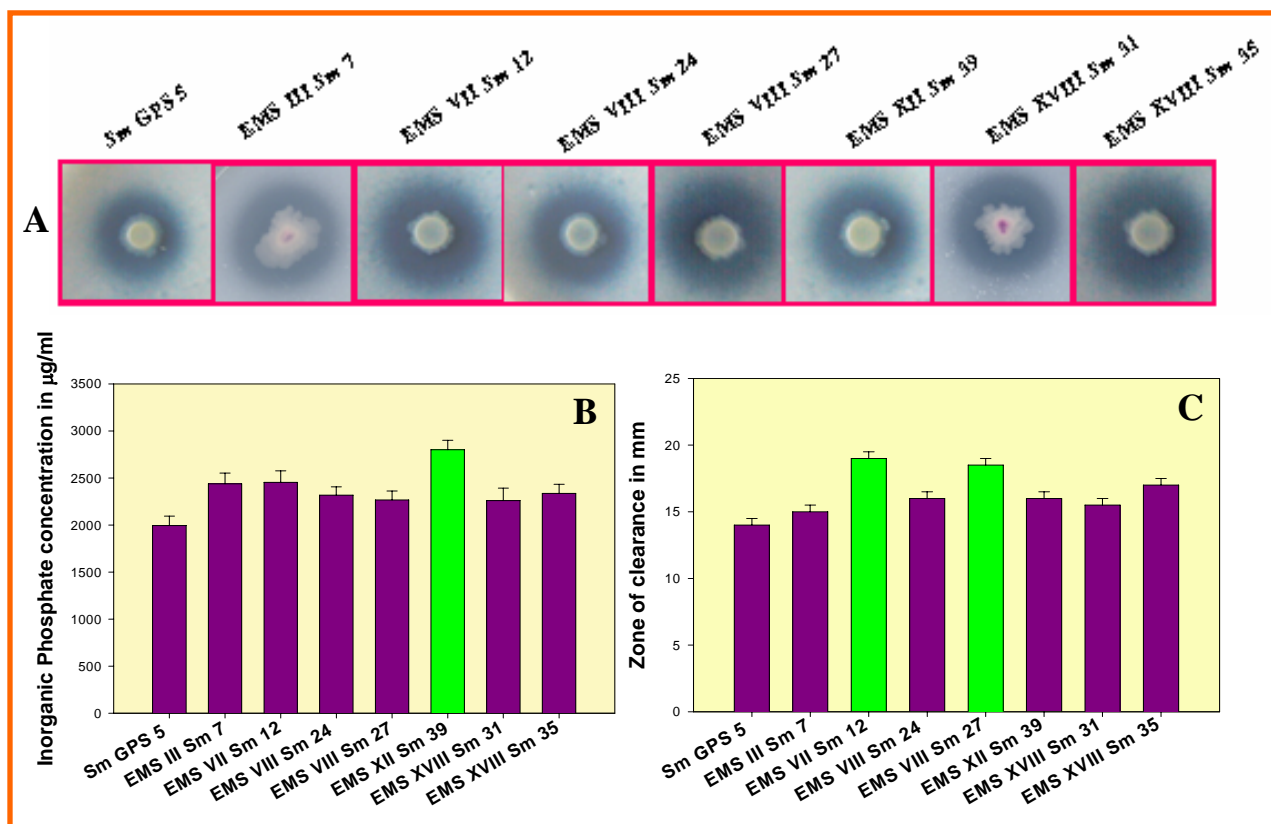 Sm GPS 5
EMS III Sm 7
EMS VII Sm 12
EMS VIII Sm 24
EMS VIII Sm 27
EMS XII Sm 39
EMS XVIII Sm 31
EMS XVIII Sm 35
A
Inorganic Phosphate concentration in µg/ml
3500
3000
2500
2000
1500
1000
500
0
B
Sm GPS 5
EMS III Sm 7
EMS VII Sm 12
EMS VIII Sm 24
EMS VIII Sm 27
EMS XII Sm 39
EMS XVIII Sm 31
EMS XVIII Sm 35
Zone of clearance in mm
25
20
15
10
5
0
C
Sm GPS 5
EMS III Sm 7
EMS VII Sm 12
EMS VIII Sm 24
EMS VIII Sm 27
EMS XII Sm 39
EMS XVIII Sm 31
EMS XVIII Sm 35